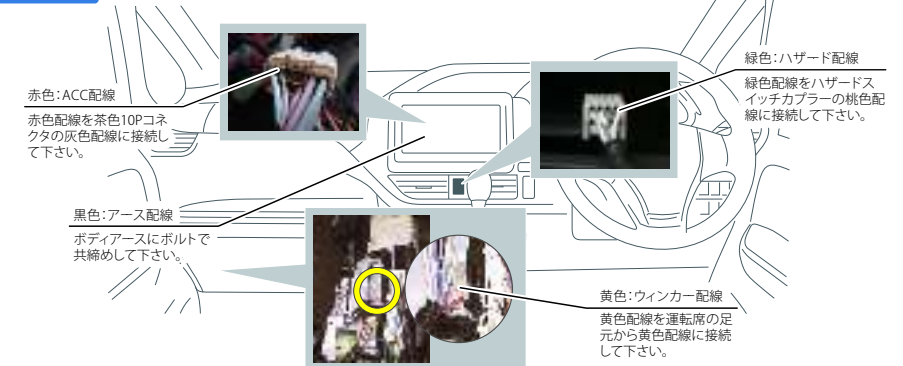 赤色：ACC配線
赤色配線を茶色10Pコネ
クタの灰色配線に接続し
て下さい。
緑色：ハザード配線
緑色配線をハザードス
イッチカプラーの桃色配
線に接続して下さい。
黒色：アース配線
ボディアースにボルトで
共締めして下さい。
黄色：ウィンカー配線
黄色配線を運転席の足
元から黄色配線に接続
して下さい。